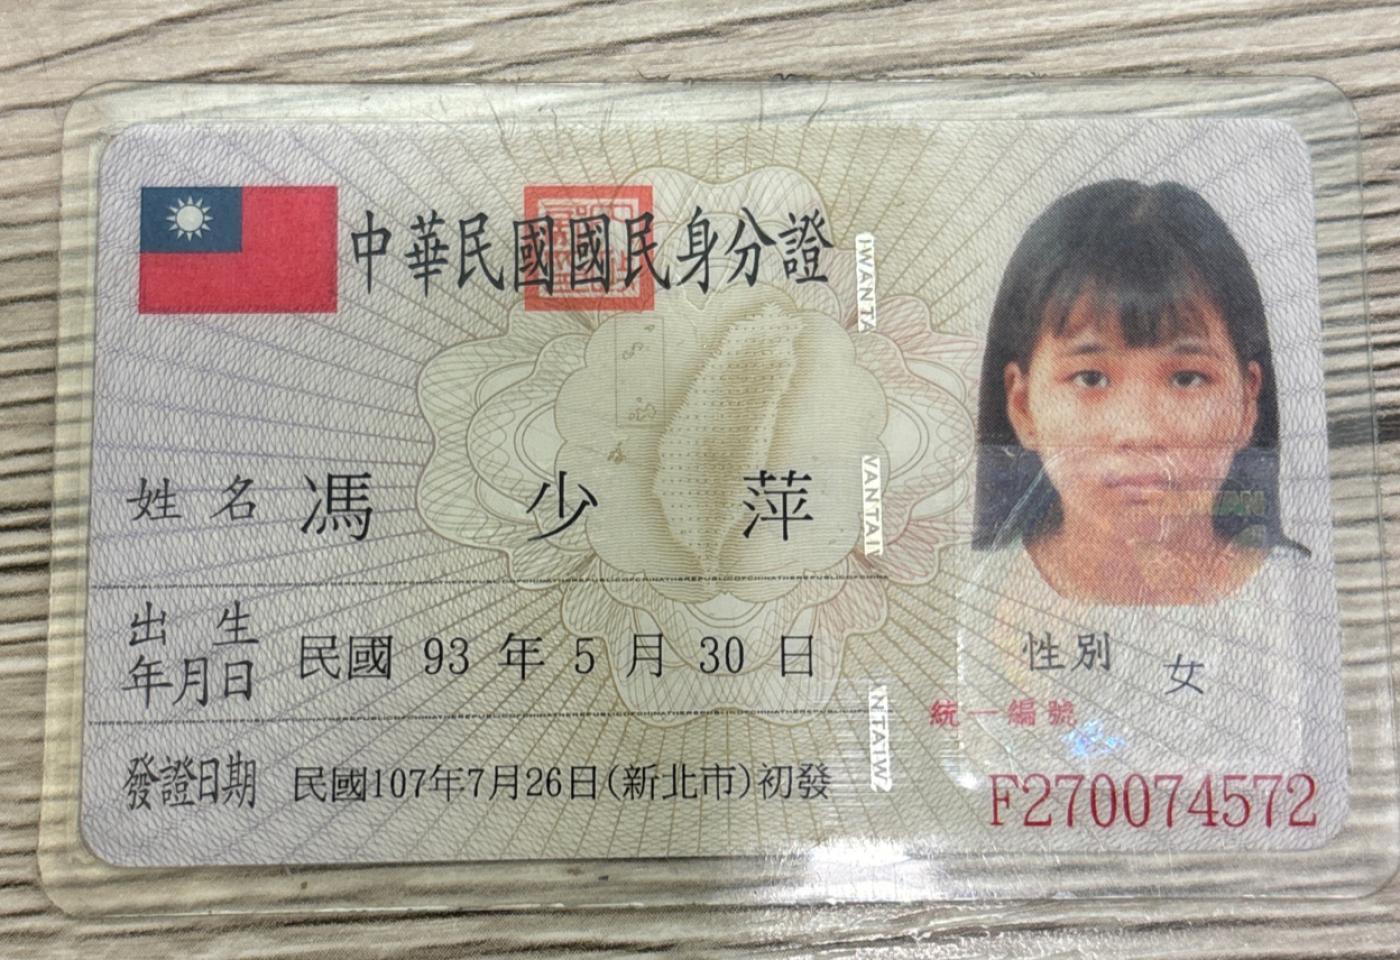 中華民國國民身分證
姓名 馮少萍
出生年月日 民國 93 年 5 月 30 日
發證日期 民國107年7月26日(新北市)初發
性別 女
統一編號
F270074572